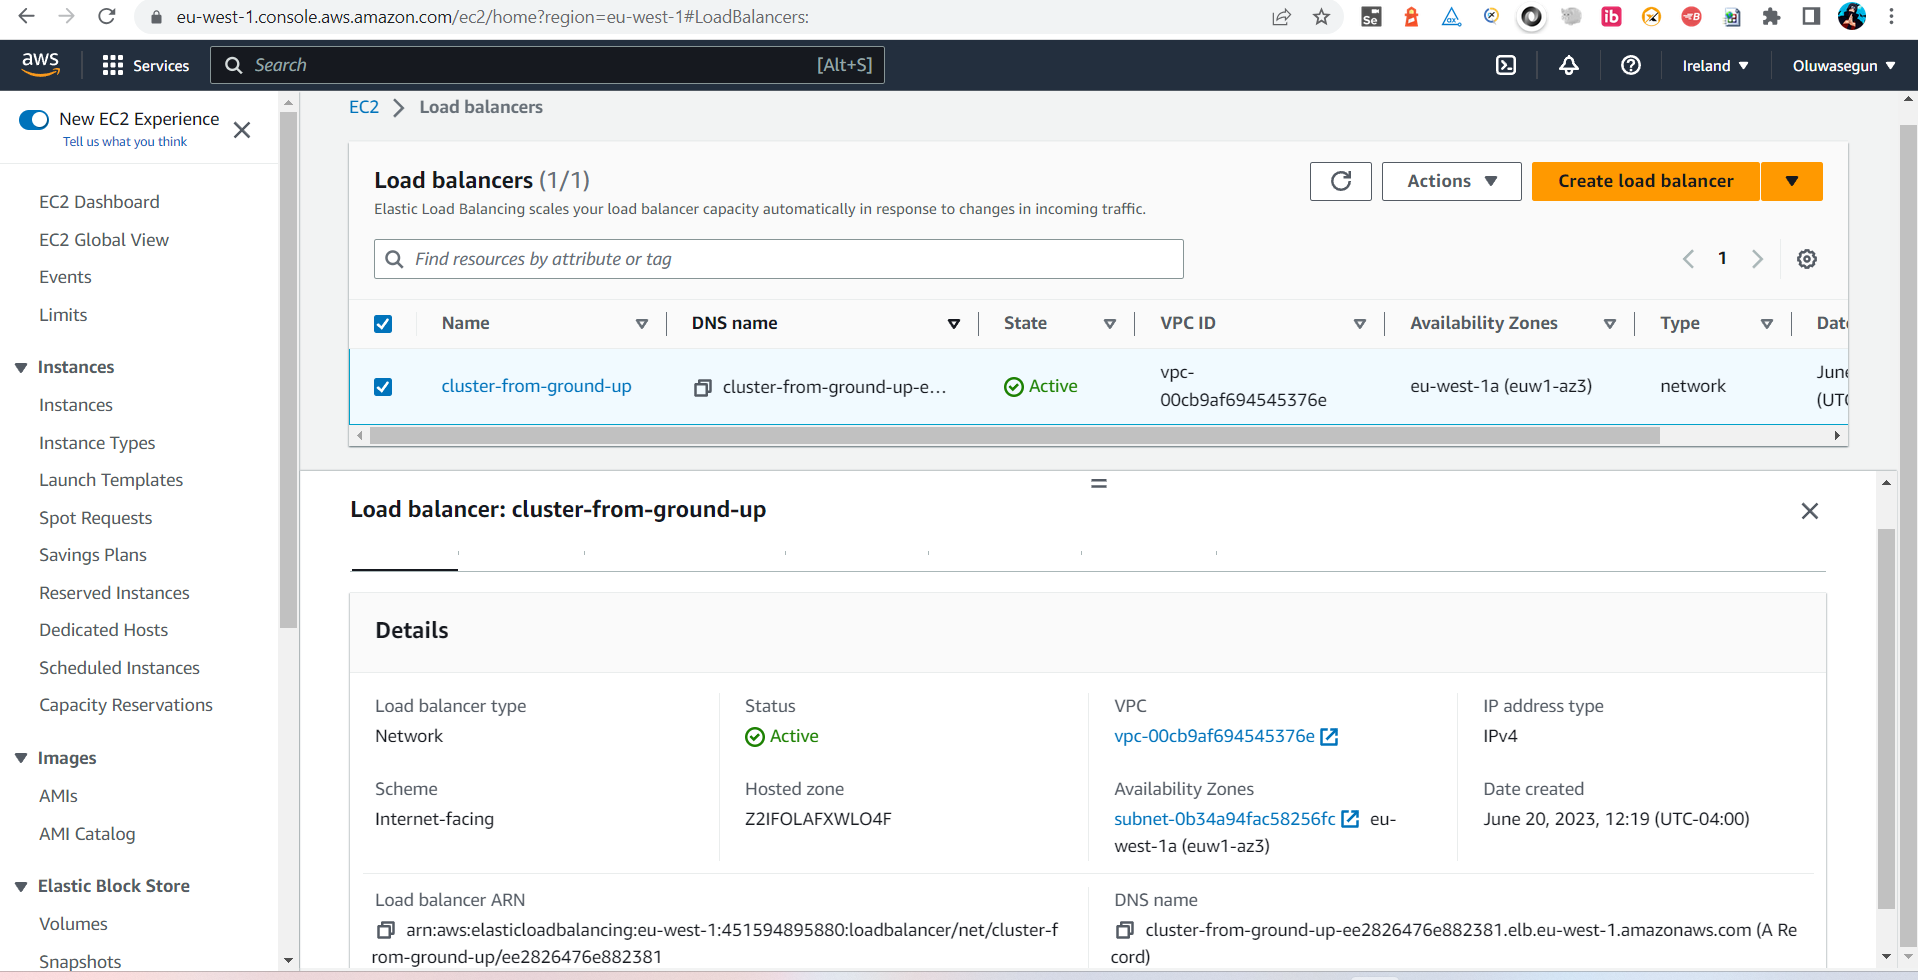 eu-west-1.console.aws.amazon.com/ec2/home?region=eu-west-1#LoadBalancers:
aws
Services
Search
[Alt+S]
Ireland
Oluwasegun
New EC2 Experience
Tell us what you think
EC2 Dashboard
EC2 Global View
Events
Limits
Instances
Instances
Instance Types
Launch Templates
Spot Requests
Savings Plans
Reserved Instances
Dedicated Hosts
Scheduled Instances
Capacity Reservations
Images
AMIs
AMI Catalog
Elastic Block Store
Volumes
Snapshots
EC2 > Load balancers
Load balancers (1/1)
Elastic Load Balancing scales your load balancer capacity automatically in response to changes in incoming traffic.
Actions
Create load balancer
Find resources by attribute or tag
1
Name DNS name State VPC ID Availability Zones Type Date
cluster-from-ground-up cluster-from-ground-up-e... Active vpc-
00cb9af694545376e eu-west-1a (euw1-az3) network June
(UTC
Load balancer: cluster-from-ground-up
Details
Load balancer type
Network
Status
Active
VPC
vpc-00cb9af694545376e
IP address type
IPv4
Scheme
Internet-facing
Hosted zone
Z2IFOLAFXWLO4F
Availability Zones
subnet-0b34a94fac58256fc eu-
west-1a (euw1-az3)
Date created
June 20, 2023, 12:19 (UTC-04:00)
Load balancer ARN
arn:aws:elasticloadbalancing:eu-west-1:451594895880:loadbalancer/net/cluster-f
rom-ground-up/ee2826476e882381
DNS name
cluster-from-ground-up-ee2826476e882381.elb.eu-west-1.amazonaws.com (A Re
cord)